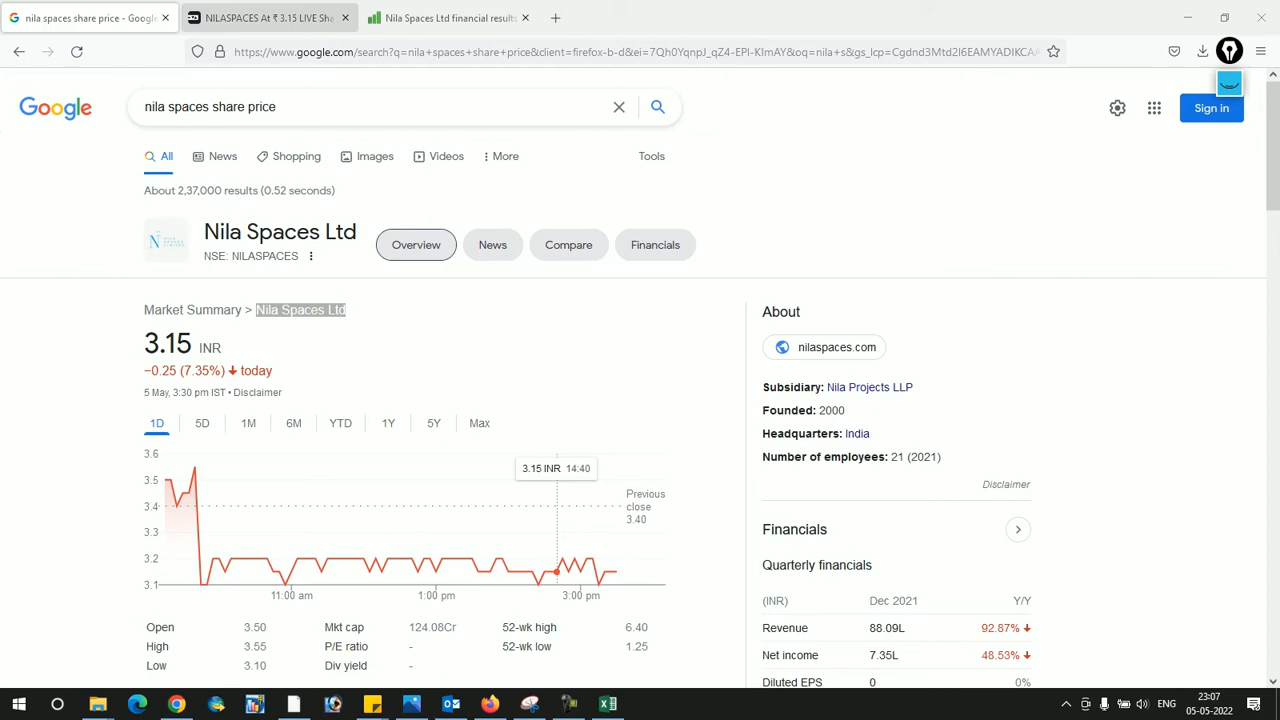 nila spaces share price - Google
NILASPACES At ₹ 3.15 LIVE Sha
Nila Spaces Ltd financial results
https://www.google.com/search?q=nila+spaces+share+price&client=firefox-b-d&ei=7Qh0YqnpJ_qZ4-EPl-KImAY&oq=nila+s&gs_lcp=Cgdnd3Mtd2l6EAMYADIKCAA
Google
nila spaces share price
Sign in
All
News
Shopping
Images
Videos
More
Tools
About 2,37,000 results (0.52 seconds)
Nila Spaces Ltd
NSE: NILASPACES
Overview
News
Compare
Financials
Market Summary > Nila Spaces Ltd
3.15 INR
−0.25 (7.35%) today
5 May, 3:30 pm IST • Disclaimer
1D 5D 1M 6M YTD 1Y 5Y Max
3.6
3.5
3.4
3.3
3.2
3.1
3.15 INR 14:40
Previous
close
3.40
11:00 am 1:00 pm 3:00 pm
Open 3.50 Mkt cap 124.08Cr 52-wk high 6.40
High 3.55 P/E ratio - 52-wk low 1.25
Low 3.10 Div yield -
About
nilaspaces.com
Subsidiary: Nila Projects LLP
Founded: 2000
Headquarters: India
Number of employees: 21 (2021)
Disclaimer
Financials
Quarterly financials
(INR) Dec 2021 Y/Y
Revenue 88.09L 92.87%
Net income 7.35L 48.53%
Diluted EPS 0 0%
ENG
23:07
05-05-2022